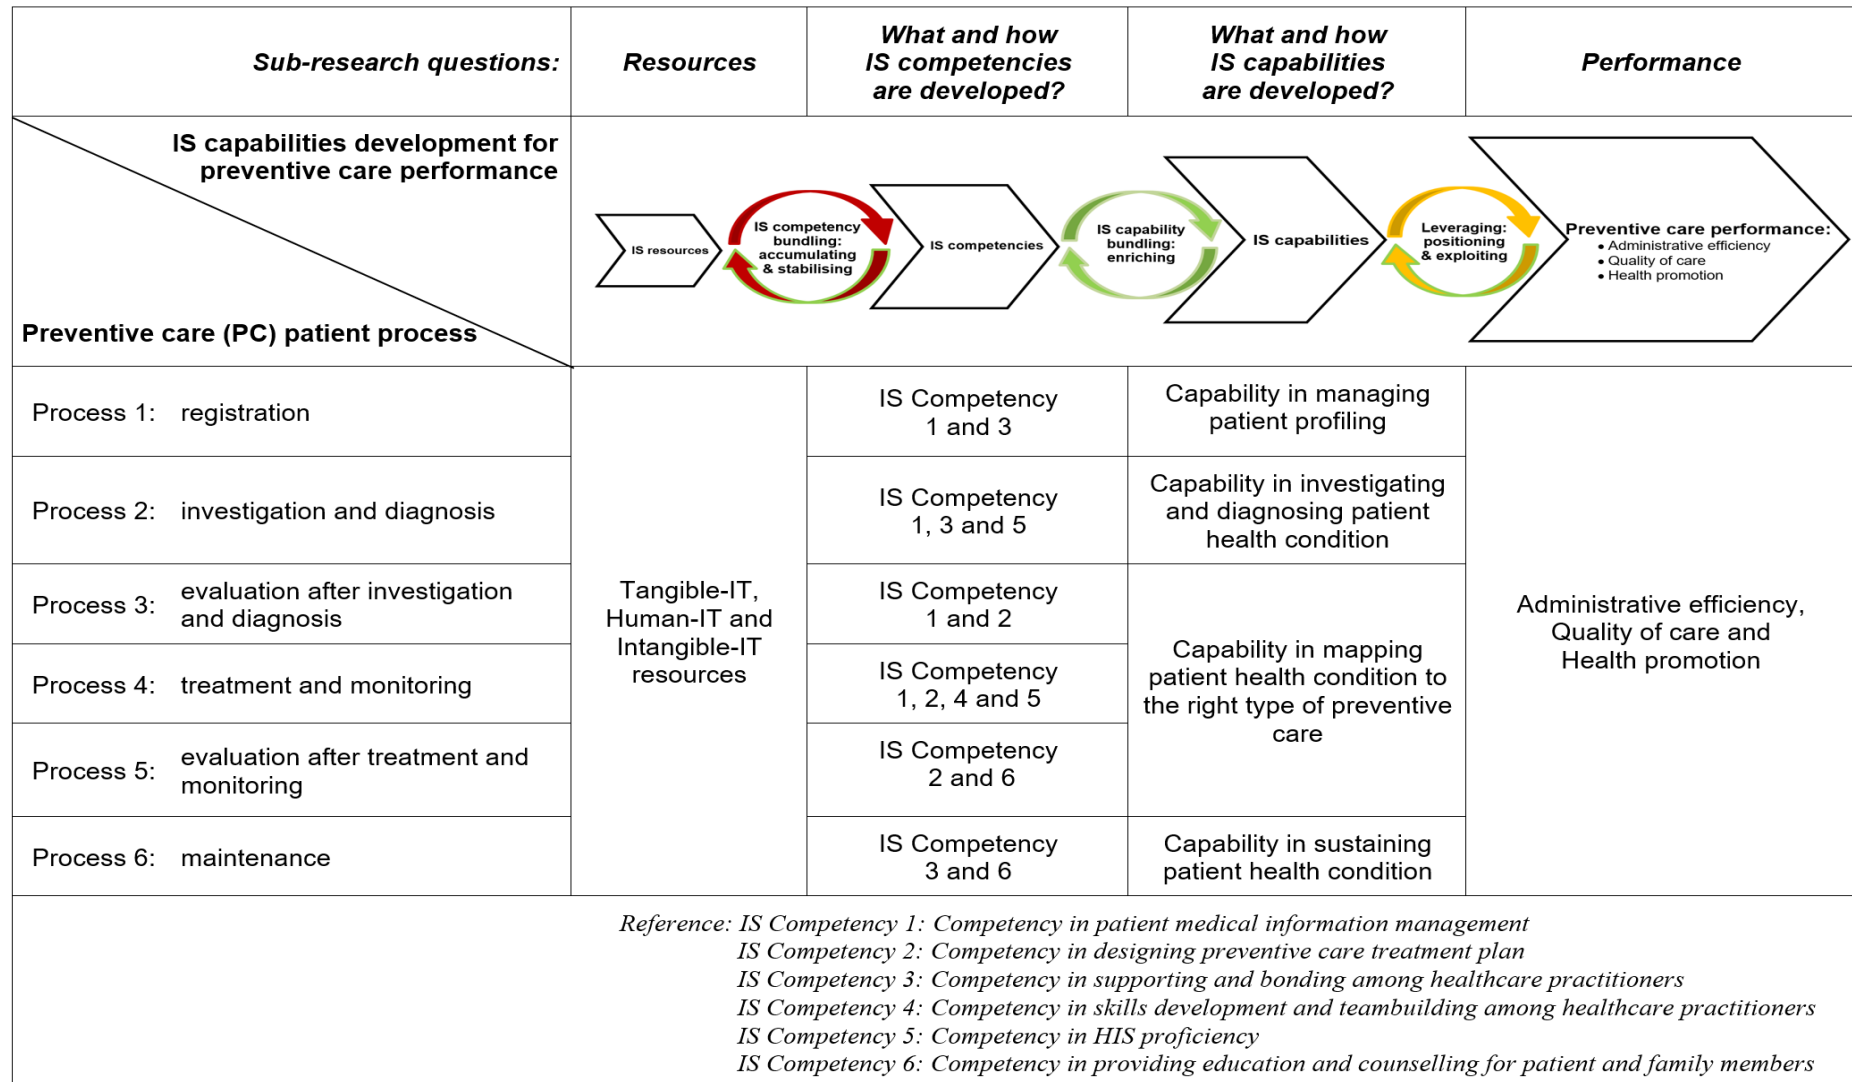 Sub-research questions:
Resources
What and how
IS competencies
are developed?
What and how
IS capabilities
are developed?
Performance
IS capabilities development for
preventive care performance
Preventive care (PC) patient process
IS resources
IS competency
bundling:
accumulating
& stabilising
IS competencies
IS capability
bundling:
enriching
IS capabilities
Leveraging:
positioning
& exploiting
Preventive care performance:
• Administrative efficiency
• Quality of care
• Health promotion
Process 1: registration
IS Competency
1 and 3
Capability in managing
patient profiling
Process 2: investigation and diagnosis
IS Competency
1, 3 and 5
Capability in investigating
and diagnosing patient
health condition
Process 3: evaluation after investigation
and diagnosis
IS Competency
1 and 2
Process 4: treatment and monitoring
IS Competency
1, 2, 4 and 5
Process 5: evaluation after treatment and
monitoring
IS Competency
2 and 6
Capability in mapping
patient health condition to
the right type of preventive
care
Process 6: maintenance
IS Competency
3 and 6
Capability in sustaining
patient health condition
Tangible-IT,
Human-IT and
Intangible-IT
resources
Administrative efficiency,
Quality of care and
Health promotion
Reference: IS Competency 1: Competency in patient medical information management
IS Competency 2: Competency in designing preventive care treatment plan
IS Competency 3: Competency in supporting and bonding among healthcare practitioners
IS Competency 4: Competency in skills development and teambuilding among healthcare practitioners
IS Competency 5: Competency in HIS proficiency
IS Competency 6: Competency in providing education and counselling for patient and family members